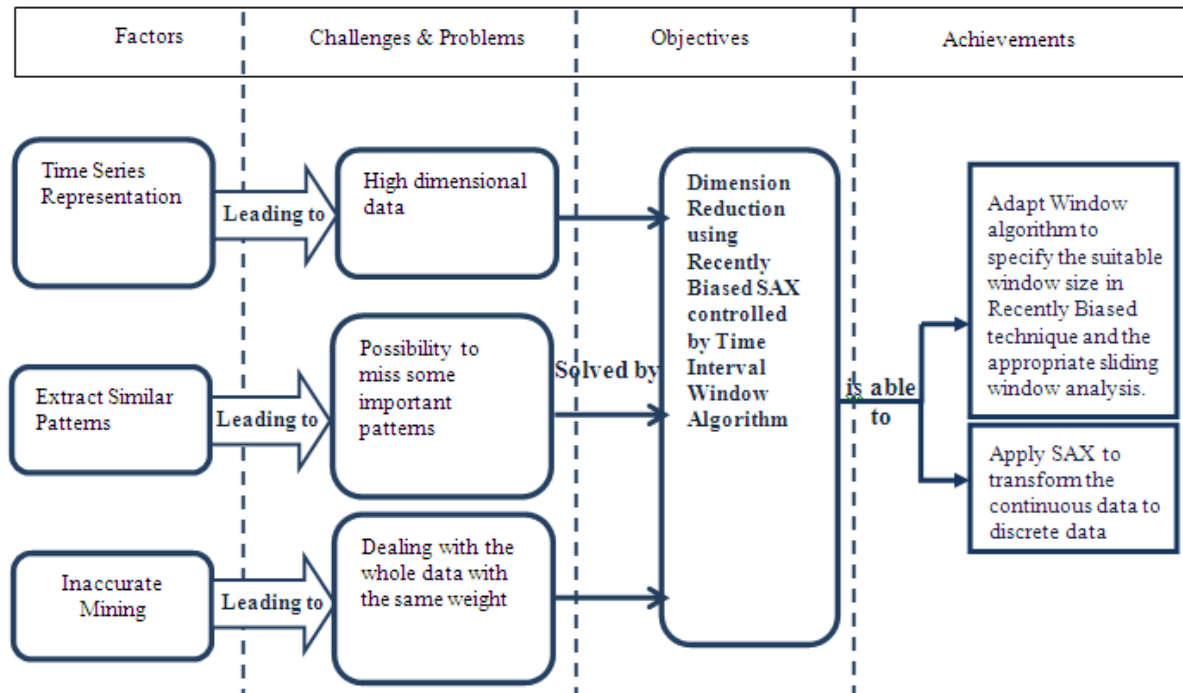 Factors
Challenges & Problems
Objectives
Achievements
Time Series
Representation
Leading to
High dimensional
data
Extract Similar
Patterns
Leading to
Possibility to
miss some
important
patterns
Inaccurate
Mining
Leading to
Dealing with the
whole data with
the same weight
Solved by
Dimension
Reduction
using
Recently
Biased SAX
controlled
by Time
Interval
Window
Algorithm
is able
to
Adapt Window
algorithm to
specify the suitable
window size in
Recently Biased
technique and the
appropriate sliding
window analysis.
Apply SAX to
transform the
continuous data to
discrete data